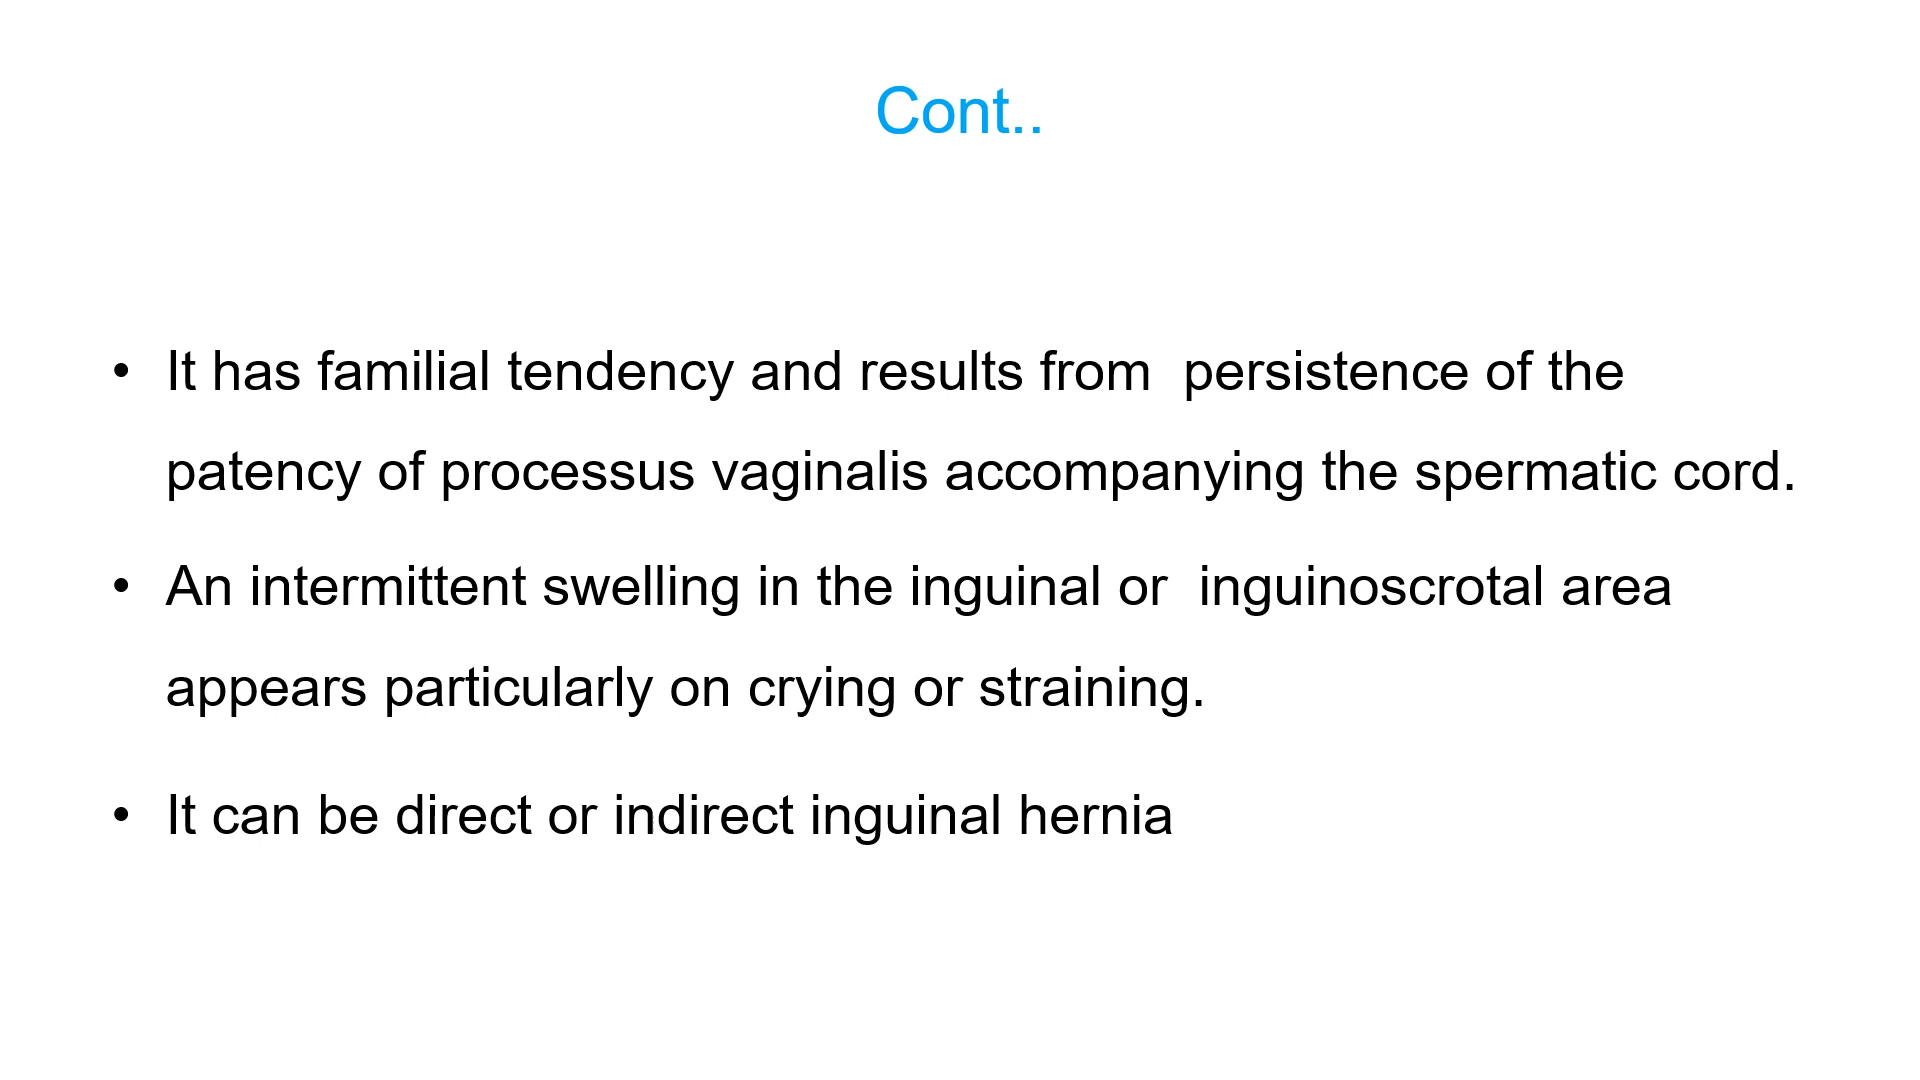 Cont..
• It has familial tendency and results from  persistence of the
patency of processus vaginalis accompanying the spermatic cord.
• An intermittent swelling in the inguinal or  inguinoscrotal area
appears particularly on crying or straining.
• It can be direct or indirect inguinal hernia